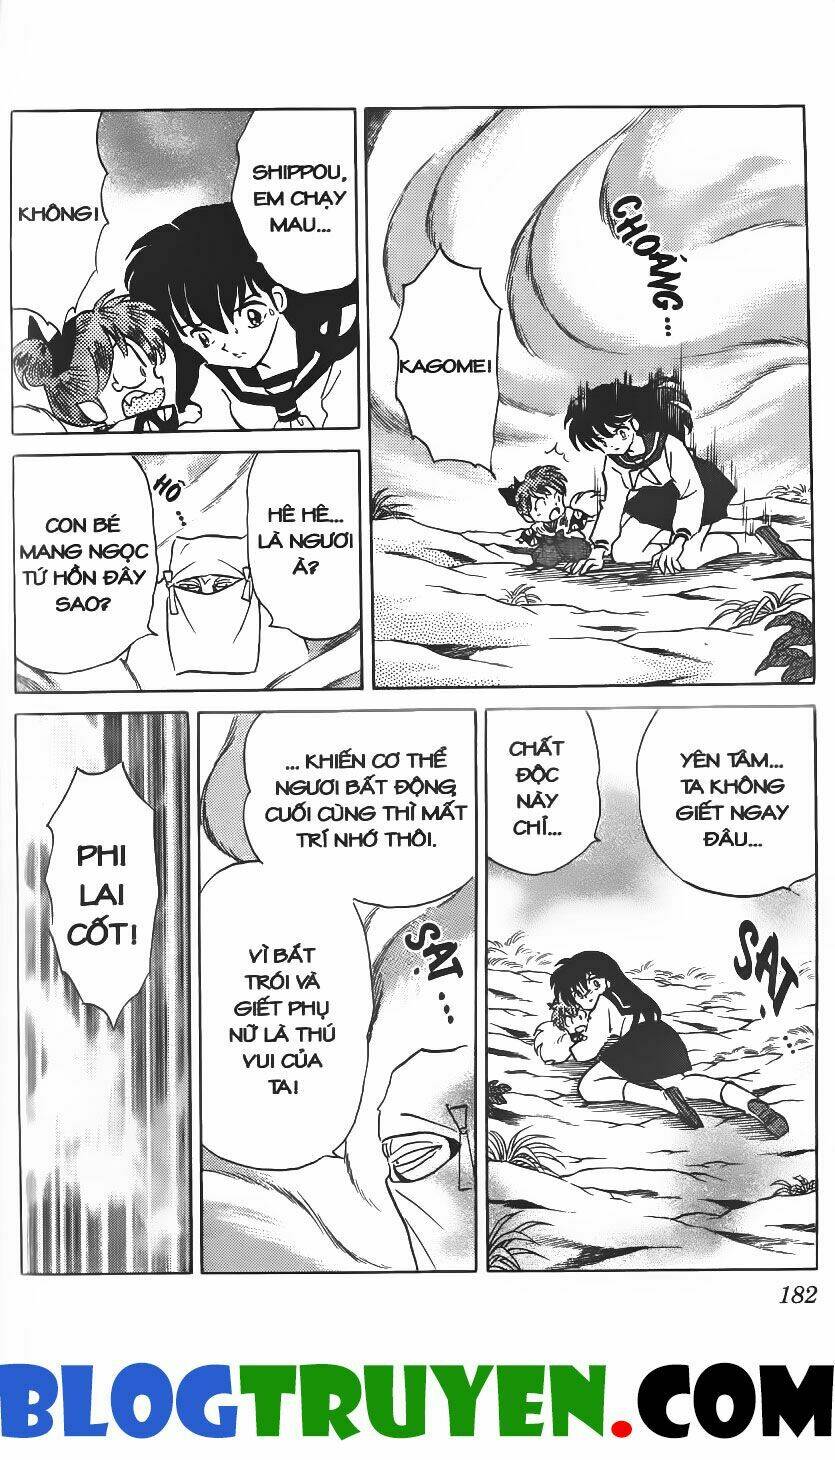 CHOÁNG...
KAGOME!
SHIPPOU,
EM CHẠY
MAU...
KHÔNG!
HÊ HÊ...
LÀ NGƯƠI
À?
HÔ...
CON BÉ
MANG NGỌC
TỨ HỒN ĐÂY
SAO?
YÊN TÂM...
TA KHÔNG
GIẾT NGAY
ĐÂU...
CHẤT
ĐỘC
NÀY
CHỈ...
SẠT...
... KHIẾN CƠ THỂ
NGƯƠI BẤT ĐỘNG,
CUỐI CÙNG THÌ MẤT
TRÍ NHỚ THÔI.
SẠT...
VÌ BẮT
TRÓI VÀ
GIẾT PHỤ
NỮ LÀ THÚ
VUI CỦA
TA!
PHI
LAI
CỐT!
182
BLOGTRUYEN.COM